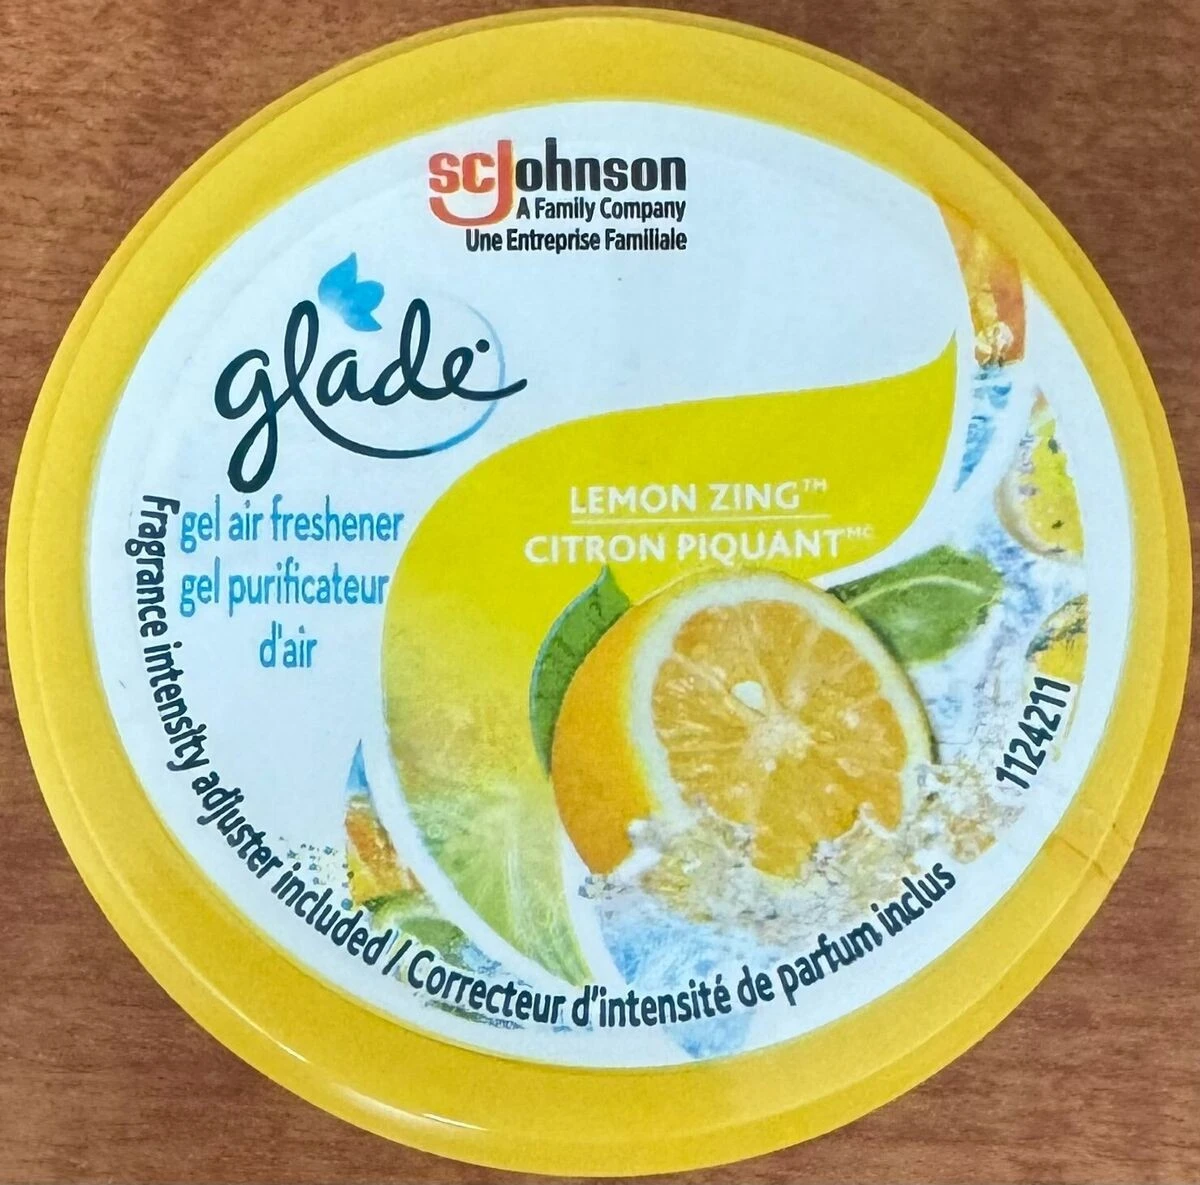 scjohnson
A Family Company
Une Entreprise Familiale
glade
gel air freshener
gel purificateur
d'air
LEMON ZING™
CITRON PIQUANTᴹᶜ
Fragrance intensity adjuster included / Correcteur d'intensité de parfum inclus
1124211